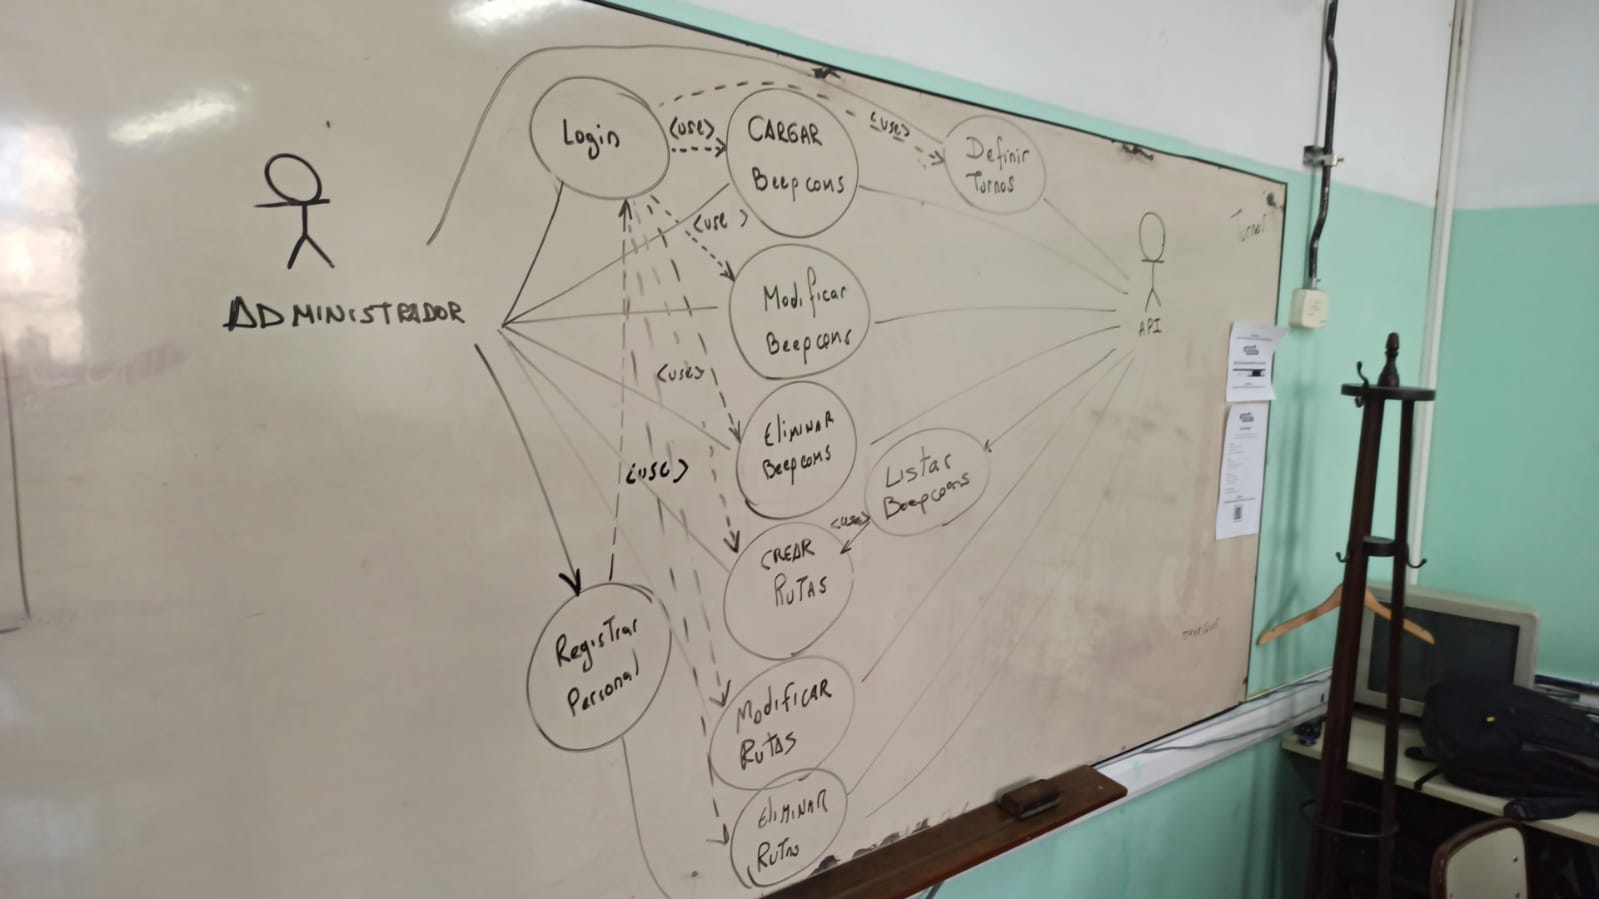 Login
<use>
CARGAR
Beepcons
<use>
Definir
Turnos
Turnos
ADMINISTRADOR
<use>
Modificar
Beepcons
API
<use>
Eliminar
Beepcons
Listar
Beepcons
<use>
<use>
CREAR
RUTAS
Registrar
Personal
Modificar
RUTAS
Eliminar
Rutas